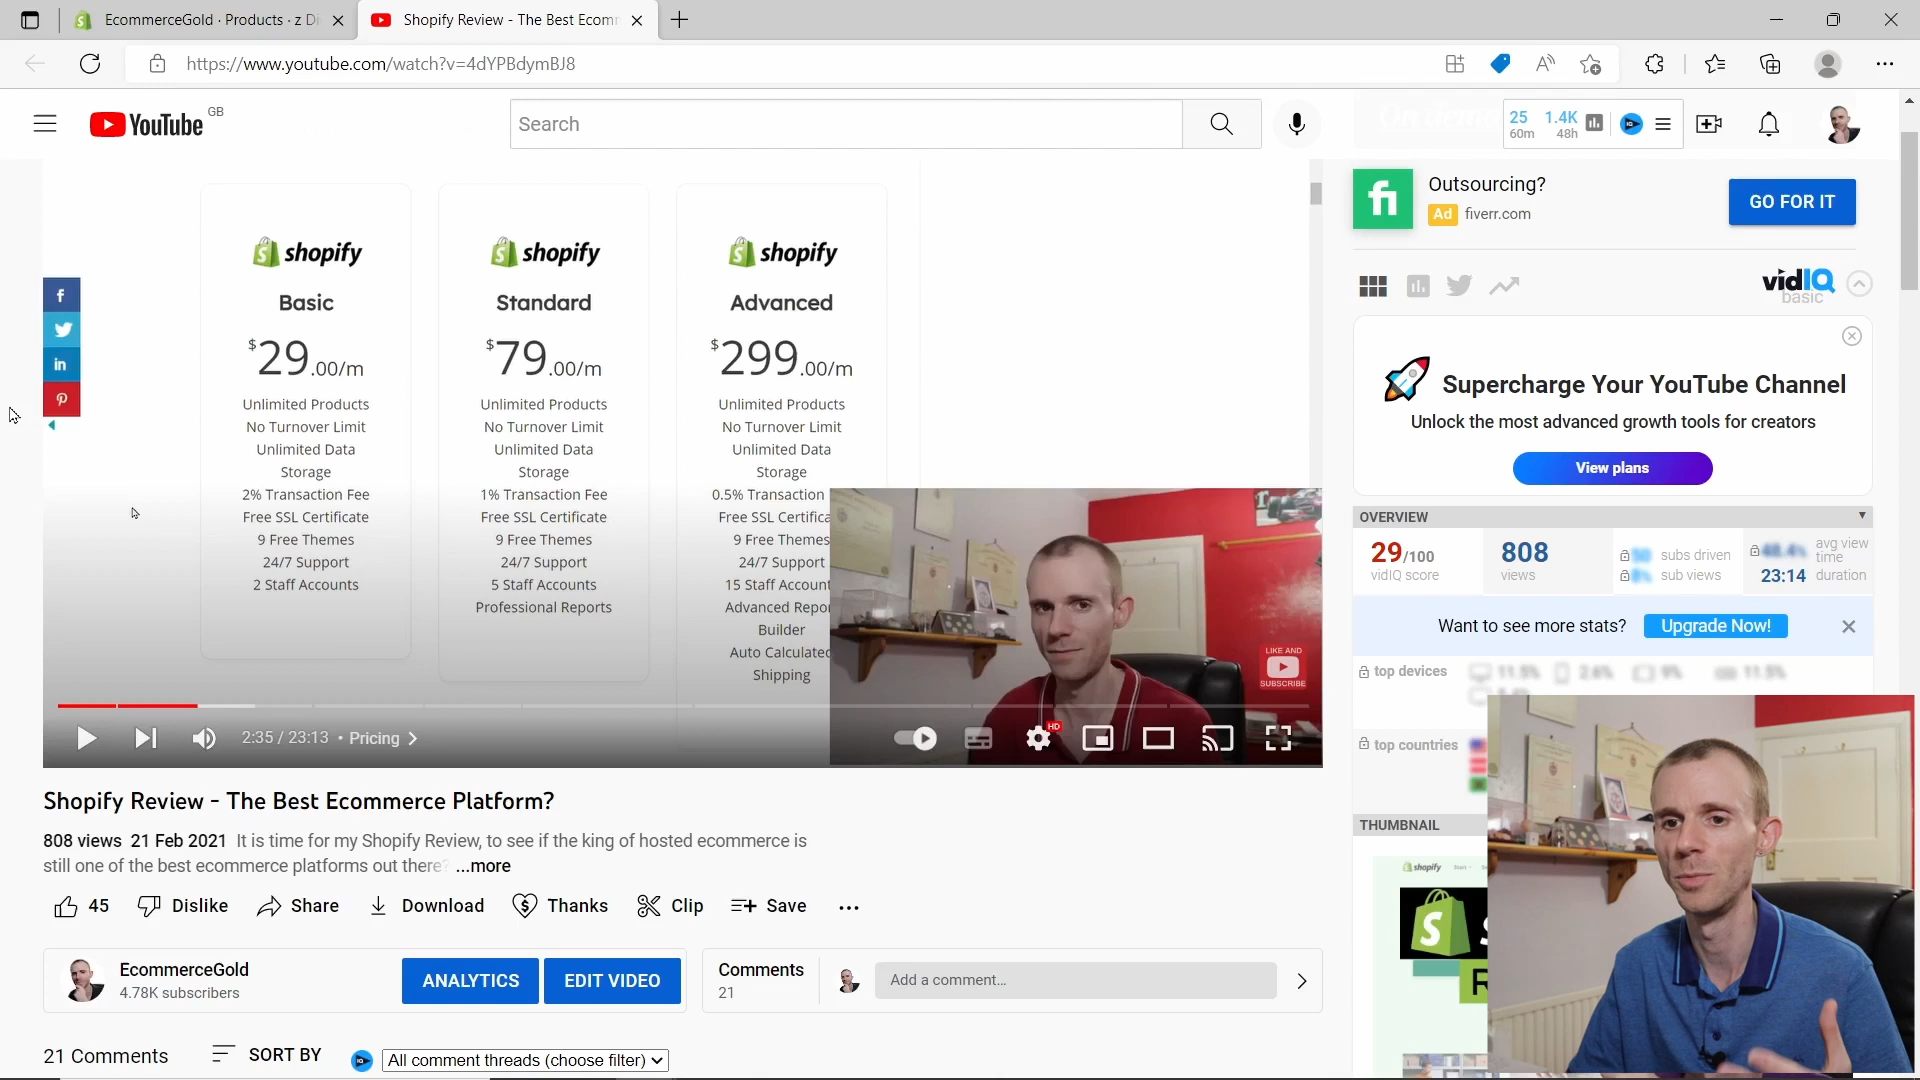 EcommerceGold · Products · z Di
Shopify Review - The Best Ecom
https://www.youtube.com/watch?v=4dYPBdymBJ8
YouTube GB
Search
25 1.4K
60m 48h
shopify
Basic
$29.00/m
Unlimited Products
No Turnover Limit
Unlimited Data
Storage
2% Transaction Fee
Free SSL Certificate
9 Free Themes
24/7 Support
2 Staff Accounts
shopify
Standard
$79.00/m
Unlimited Products
No Turnover Limit
Unlimited Data
Storage
1% Transaction Fee
Free SSL Certificate
9 Free Themes
24/7 Support
5 Staff Accounts
Professional Reports
shopify
Advanced
$299.00/m
Unlimited Products
No Turnover Limit
Unlimited Data
Storage
0.5% Transaction
Free SSL Certifica
9 Free Themes
24/7 Support
15 Staff Account
Advanced Repo
Builder
Auto Calculated
Shipping
LIKE AND
SUBSCRIBE
2:35 / 23:13 • Pricing
HD
Shopify Review - The Best Ecommerce Platform?
808 views 21 Feb 2021 It is time for my Shopify Review, to see if the king of hosted ecommerce is
still one of the best ecommerce platforms out there? ...more
45 Dislike Share Download Thanks Clip Save
EcommerceGold
4.78K subscribers
ANALYTICS
EDIT VIDEO
Comments
21
Add a comment...
21 Comments SORT BY All comment threads (choose filter)
fi
Outsourcing?
Ad fiverr.com
GO FOR IT
vidIQ
basic
Supercharge Your YouTube Channel
Unlock the most advanced growth tools for creators
View plans
OVERVIEW
29/100
vidIQ score
808
views
subs driven
sub views
avg view
time
23:14 duration
Want to see more stats? Upgrade Now!
top devices
top countries
THUMBNAIL
shopify